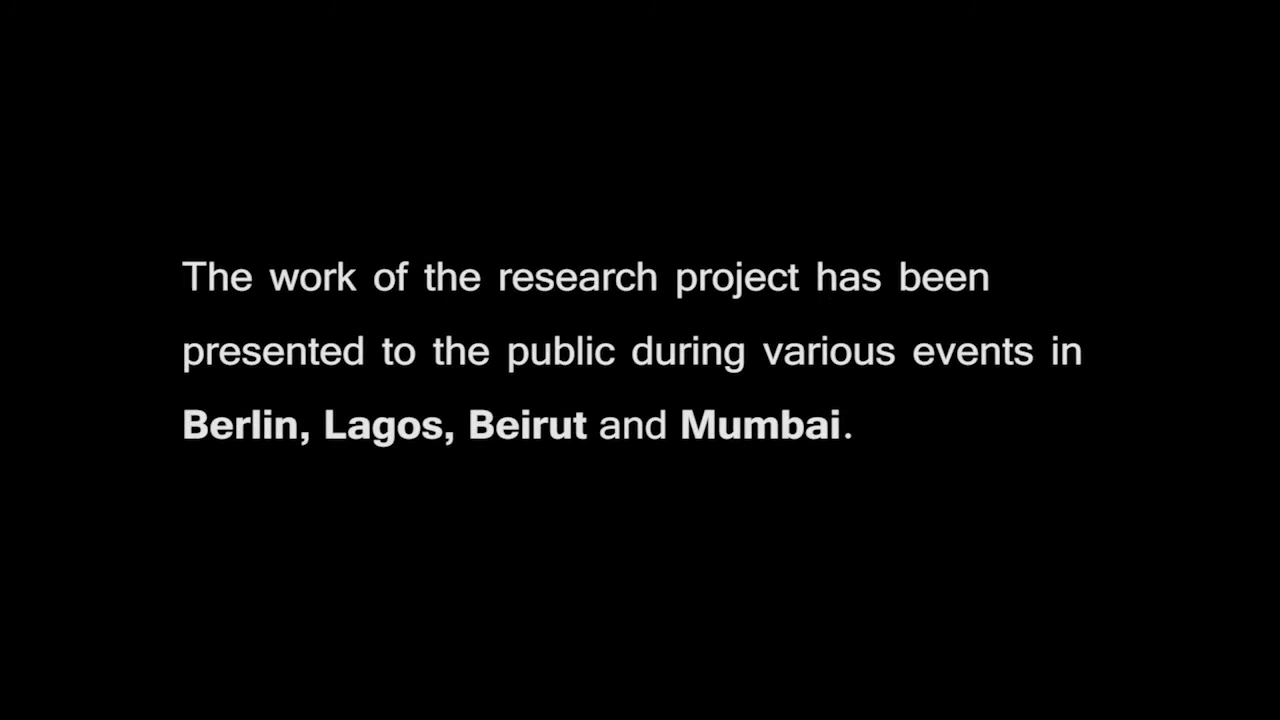 The work of the research project has been
presented to the public during various events in
Berlin, Lagos, Beirut and Mumbai.